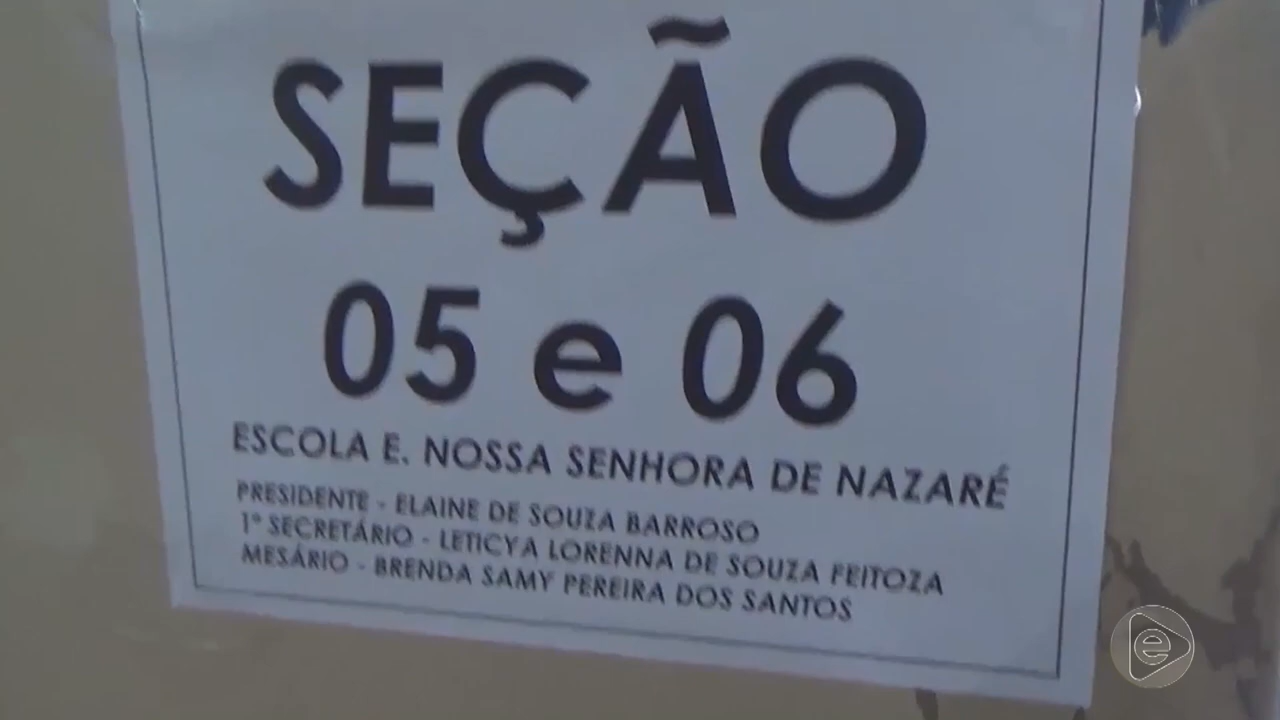 SEÇÃO
05 e 06
ESCOLA E. NOSSA SENHORA DE NAZARÉ
PRESIDENTE - ELAINE DE SOUZA BARROSO
1º SECRETÁRIO - LETICYA LORENNA DE SOUZA FEITOZA
MESÁRIO - BRENDA SAMY PEREIRA DOS SANTOS
e